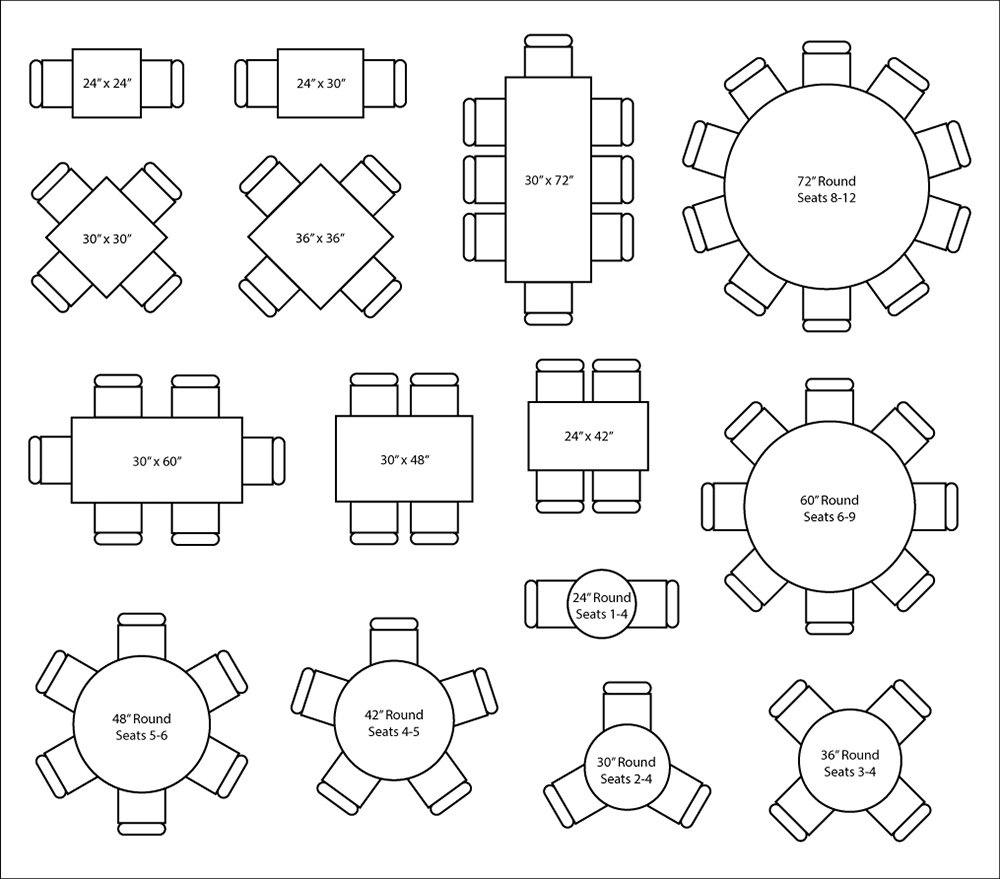 24” x 24”
24” x 30”
30” x 72”
72” Round
Seats 8-12
30” x 30”
36” x 36”
30” x 60”
30” x 48”
24” x 42”
60” Round
Seats 6-9
24” Round
Seats 1-4
48” Round
Seats 5-6
42” Round
Seats 4-5
30” Round
Seats 2-4
36” Round
Seats 3-4